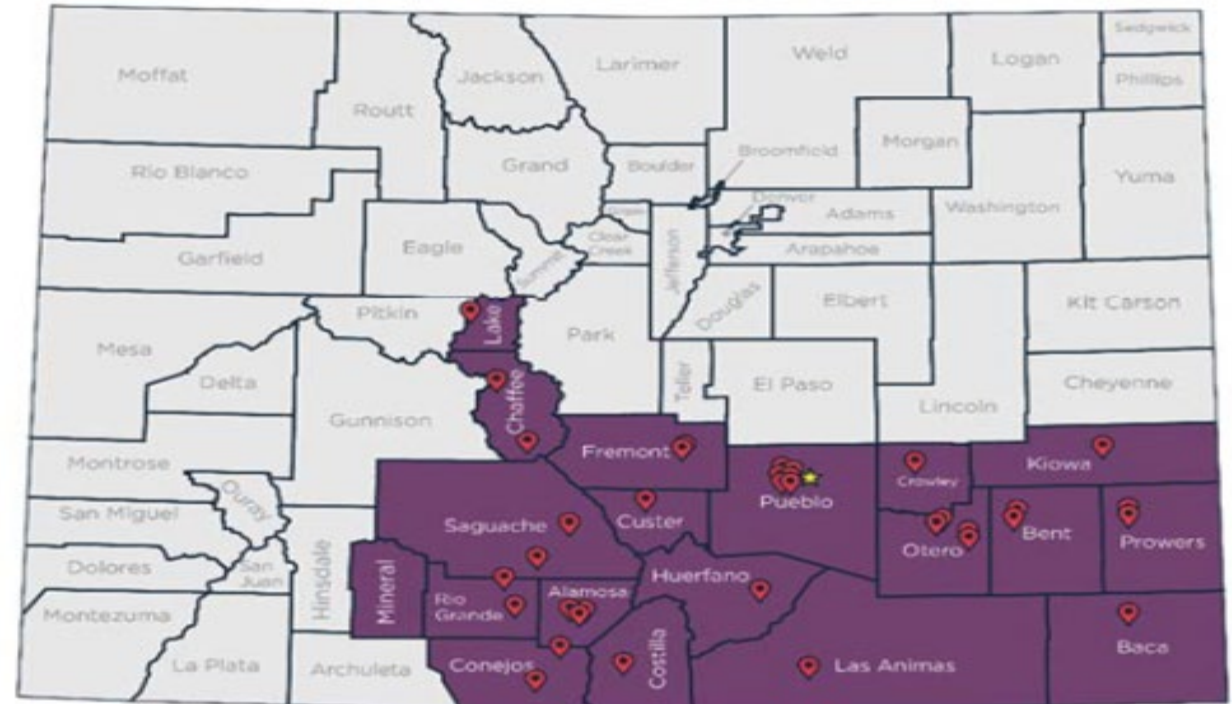 Moffat
Routt
Jackson
Larimer
Weld
Logan
Sedgwick
Phillips
Rio Blanco
Grand
Boulder
Broomfield
Morgan
Yuma
Garfield
Eagle
Summit
Clear
Creek
Jefferson
Denver
Adams
Arapahoe
Washington
Mesa
Pitkin
Lake
Park
Douglas
Elbert
Kit Carson
Delta
Gunnison
Chaffee
Teller
El Paso
Lincoln
Cheyenne
Montrose
Ouray
San Miguel
Fremont
Pueblo
Crowley
Kiowa
Saguache
Custer
Otero
Bent
Prowers
Dolores
San
Juan
Hinsdale
Mineral
Rio
Grande
Alamosa
Huerfano
Montezuma
La Plata
Archuleta
Conejos
Costilla
Las Animas
Baca